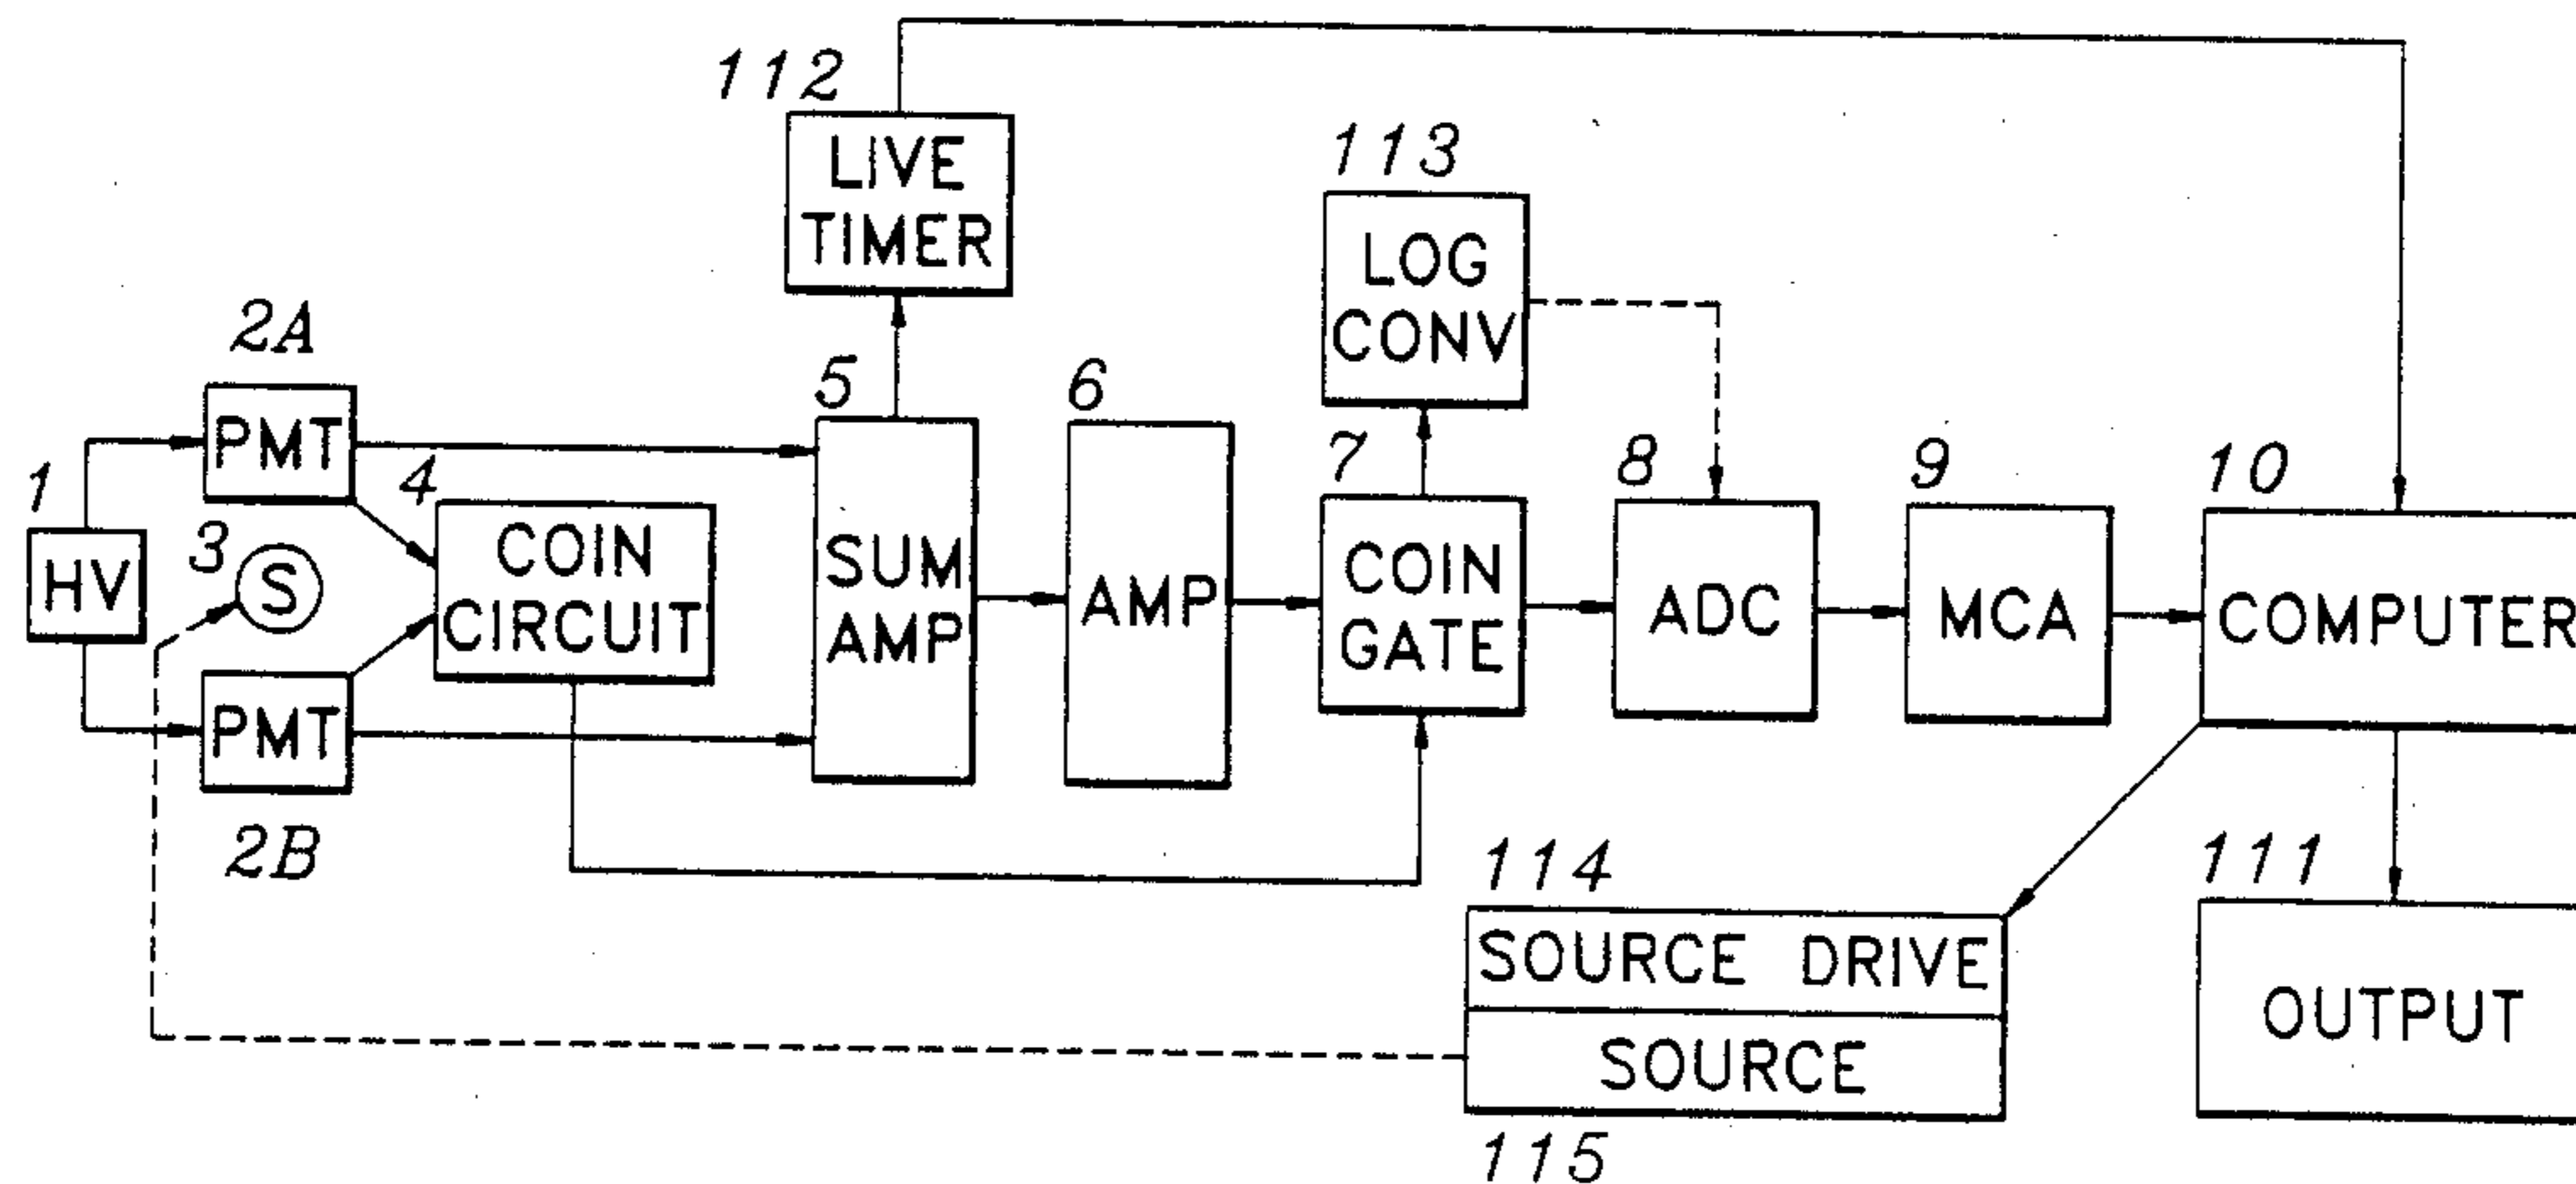 112
LIVE
TIMER
113
LOG
CONV
2A
PMT
1
HV
3
S
4
COIN
CIRCUIT
PMT
2B
5
SUM
AMP
6
AMP
7
COIN
GATE
8
ADC
9
MCA
10
COMPUTER
114
SOURCE DRIVE
SOURCE
115
111
OUTPUT